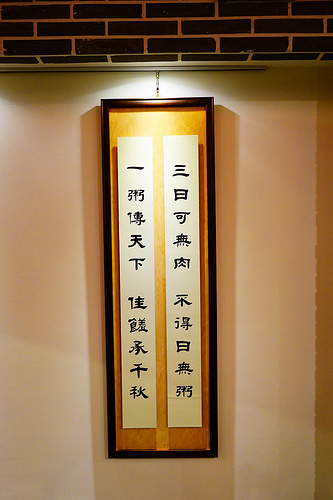 三日可無肉 不得日無粥
一粥傳天下 佳饈承千秋